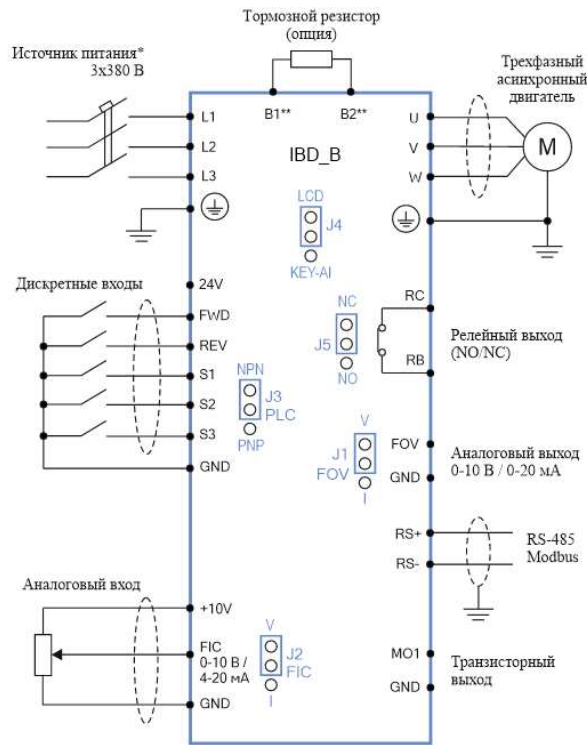 Тормозной резистор
(опция)
Источник питания*
3x380 В
Трехфазный
асинхронный
двигатель
B1**
B2**
L1
L2
L3
IBD_B
U
V
W
M
LCD
J4
KEY-AI
Дискретные входы
24V
FWD
REV
S1
S2
S3
GND
NPN
J3
PLC
PNP
NC
J5
NO
RC
RB
Релейный выход
(NO/NC)
V
J1
FOV
I
FOV
GND
Аналоговый выход
0-10 В / 0-20 мА
RS+
RS-
RS-485
Modbus
Аналоговый вход
+10V
FIC
0-10 В /
4-20 мА
GND
V
J2
FIC
I
MO1
GND
Транзисторный
выход